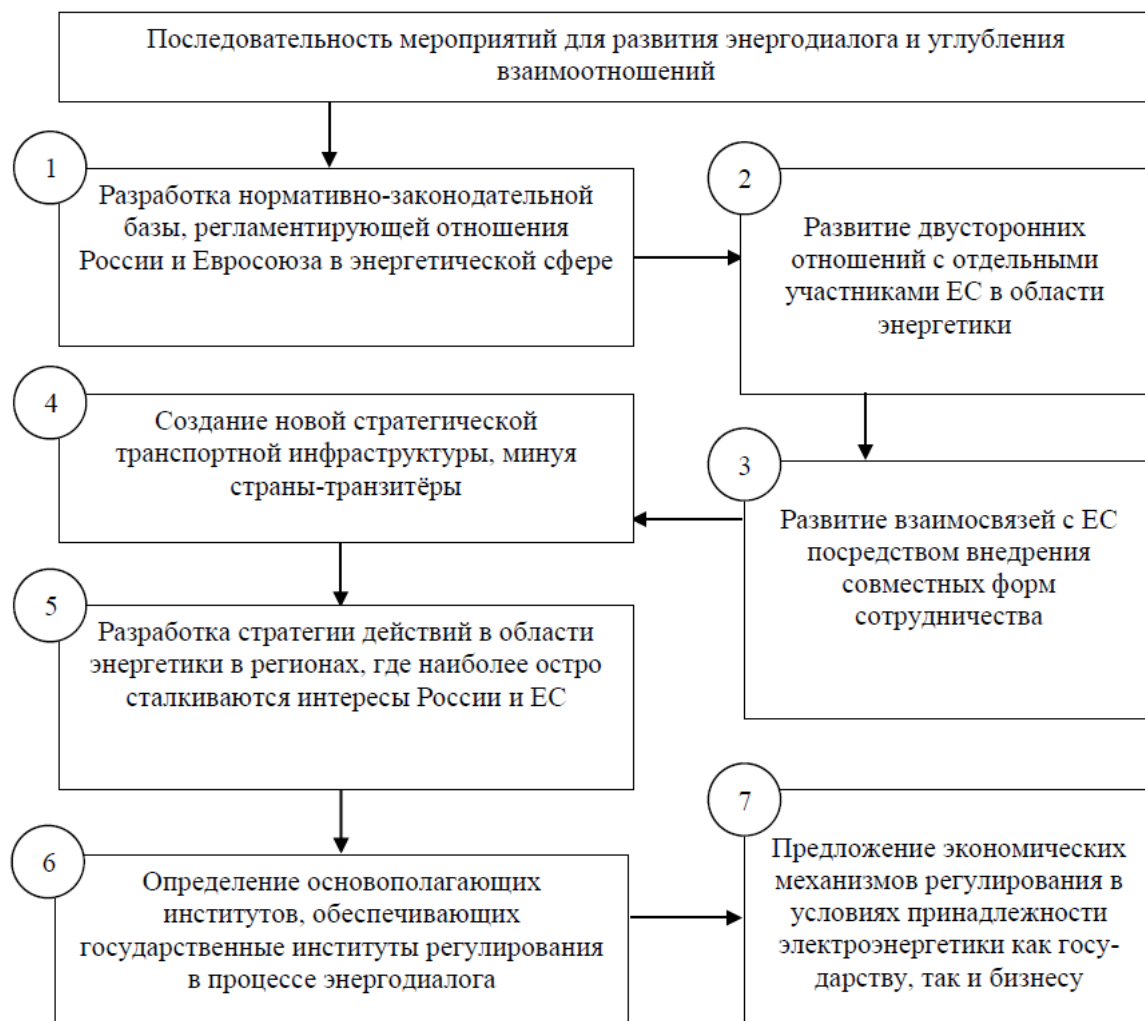 Последовательность мероприятий для развития энергодиалога и углубления
взаимоотношений
1
Разработка нормативно-законодательной
базы, регламентирующей отношения
России и Евросоюза в энергетической сфере
2
Развитие двусторонних
отношений с отдельными
участниками ЕС в области
энергетики
3
Развитие взаимосвязей с ЕС
посредством внедрения
совместных форм
сотрудничества
4
Создание новой стратегической
транспортной инфраструктуры, минуя
страны-транзитёры
5
Разработка стратегии действий в области
энергетики в регионах, где наиболее остро
сталкиваются интересы России и ЕС
6
Определение основополагающих
институтов, обеспечивающих
государственные институты регулирования
в процессе энергодиалога
7
Предложение экономических
механизмов регулирования в
условиях принадлежности
электроэнергетики как госу-
дарству, так и бизнесу